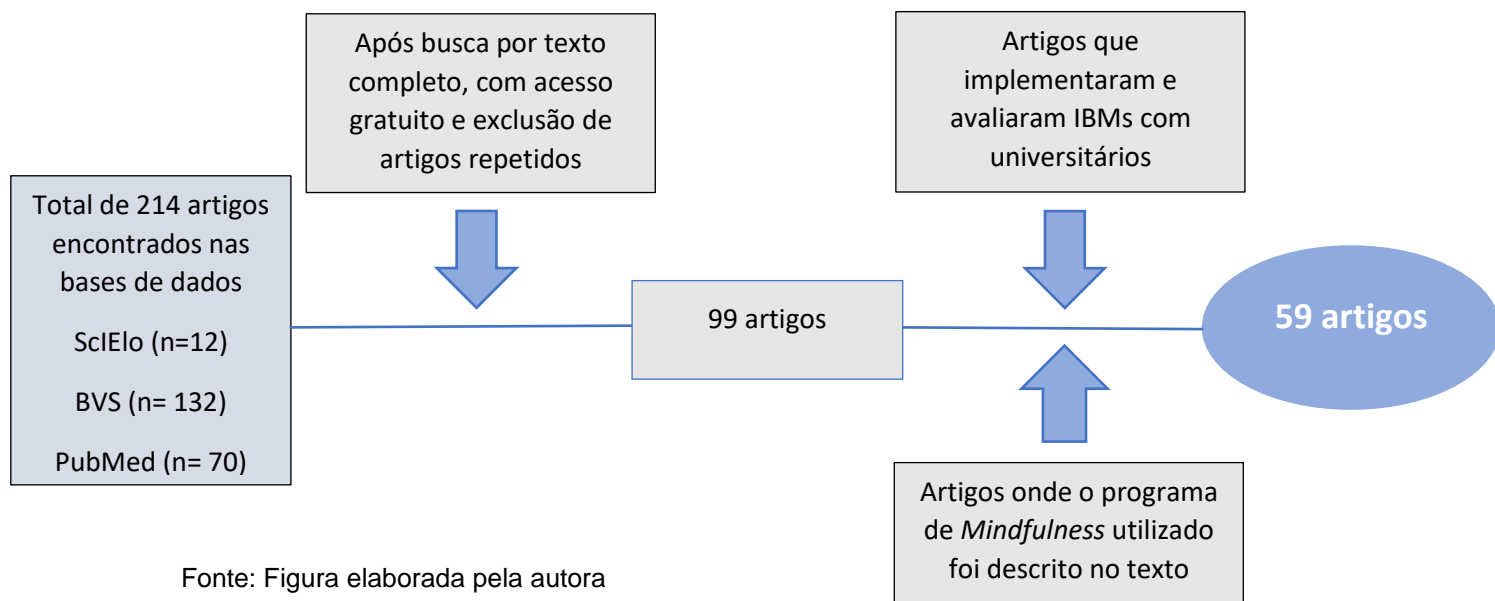 Após busca por texto
completo, com acesso
gratuito e exclusão de
artigos repetidos
Artigos que
implementaram e
avaliaram IBMs com
universitários
Total de 214 artigos
encontrados nas
bases de dados
ScIElo (n=12)
BVS (n= 132)
PubMed (n= 70)
99 artigos
59 artigos
Artigos onde o programa
de Mindfulness utilizado
foi descrito no texto
Fonte: Figura elaborada pela autora